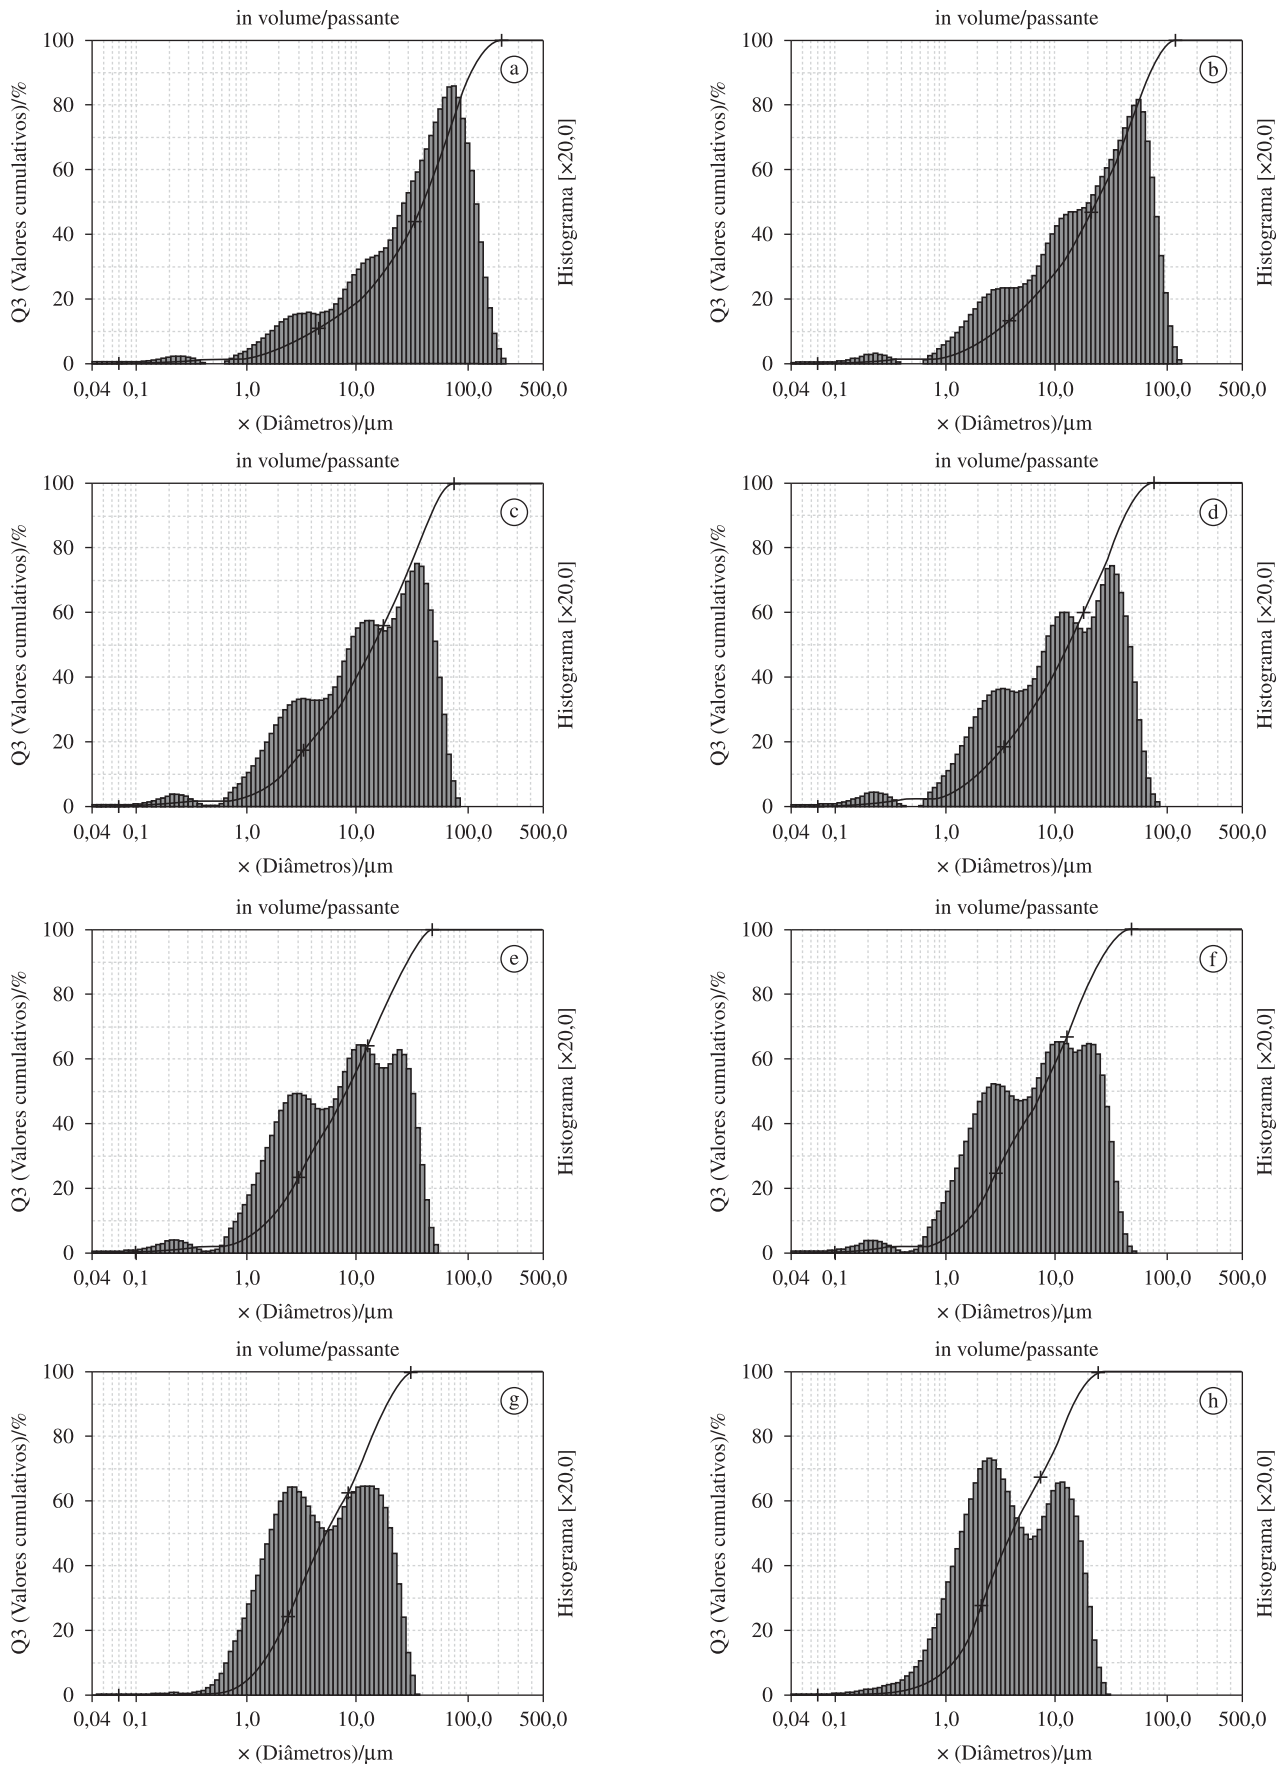 in volume/passante
in volume/passante
100
80
60
40
20
0
Q3 (Valores cumulativos)/%
a
Histograma [×20,0]
0,04 0,1 1,0 10,0 100,0 500,0
× (Diâmetros)/µm
100
80
60
40
20
0
Q3 (Valores cumulativos)/%
b
Histograma [×20,0]
0,04 0,1 1,0 10,0 100,0 500,0
× (Diâmetros)/µm
in volume/passante
100
80
60
40
20
0
Q3 (Valores cumulativos)/%
c
Histograma [×20,0]
0,04 0,1 1,0 10,0 100,0 500,0
× (Diâmetros)/µm
in volume/passante
100
80
60
40
20
0
Q3 (Valores cumulativos)/%
d
Histograma [×20,0]
0,04 0,1 1,0 10,0 100,0 500,0
× (Diâmetros)/µm
in volume/passante
100
80
60
40
20
0
Q3 (Valores cumulativos)/%
e
Histograma [×20,0]
0,04 0,1 1,0 10,0 100,0 500,0
× (Diâmetros)/µm
in volume/passante
100
80
60
40
20
0
Q3 (Valores cumulativos)/%
f
Histograma [×20,0]
0,04 0,1 1,0 10,0 100,0 500,0
× (Diâmetros)/µm
in volume/passante
100
80
60
40
20
0
Q3 (Valores cumulativos)/%
g
Histograma [×20,0]
0,04 0,1 1,0 10,0 100,0 500,0
× (Diâmetros)/µm
in volume/passante
100
80
60
40
20
0
Q3 (Valores cumulativos)/%
h
Histograma [×20,0]
0,04 0,1 1,0 10,0 100,0 500,0
× (Diâmetros)/µm